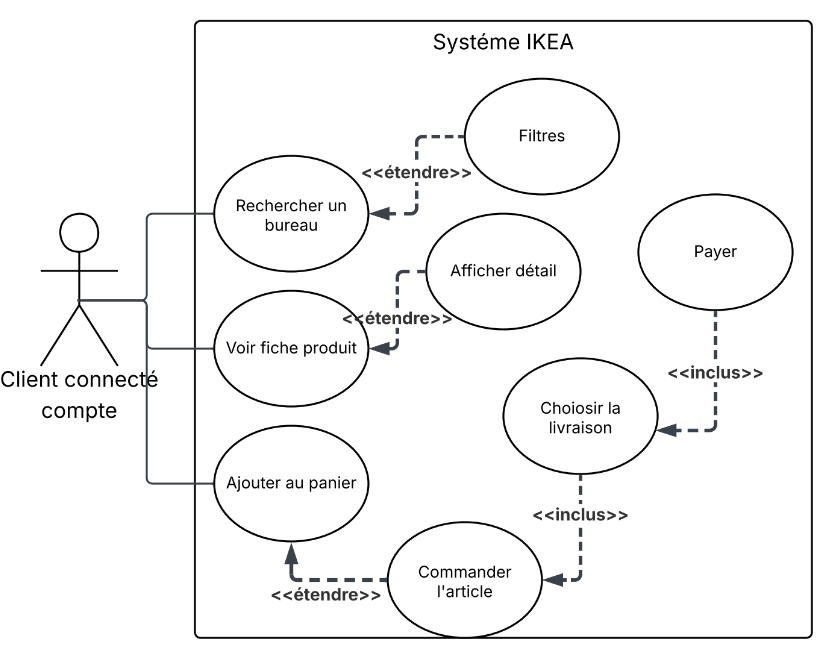 Systéme IKEA
Filtres
<<étendre>>
Rechercher un
bureau
Payer
Afficher détail
<<étendre>>
Voir fiche produit
Client connecté
compte
<<inclus>>
Choiosir la
livraison
Ajouter au panier
<<inclus>>
Commander
l'article
<<étendre>>